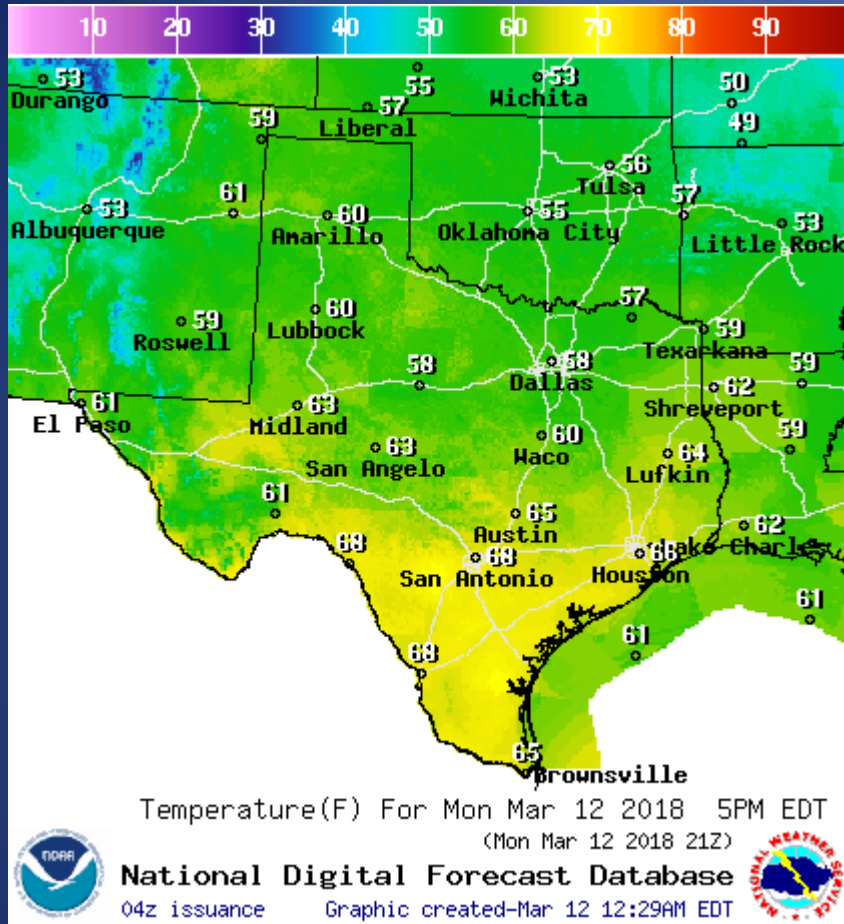 10 20 30 40 50 60 70 80 90
53 55 53 50
Durango Wichita
57
Liberal
59 49
56
Tulsa
61 57
53 60 55 53
Albuquerque Amarillo Oklahoma City Little Rock
59 60 57 59
Roswell Lubbock Texarkana
58 58 59
Dallas
61 63 62
El Paso Midland Shreveport
63 60 64 59
San Angelo Waco Lufkin
61 65 62
Austin
68 68 66 Lake Charles
San Antonio Houston
61
61
68
65
Brownsville
Temperature(F) For Mon Mar 12 2018 5PM EDT
(Mon Mar 12 2018 21Z)
NOAA
National Digital Forecast Database
04z issuance Graphic created-Mar 12 12:29AM EDT
NATIONAL WEATHER SERVICE